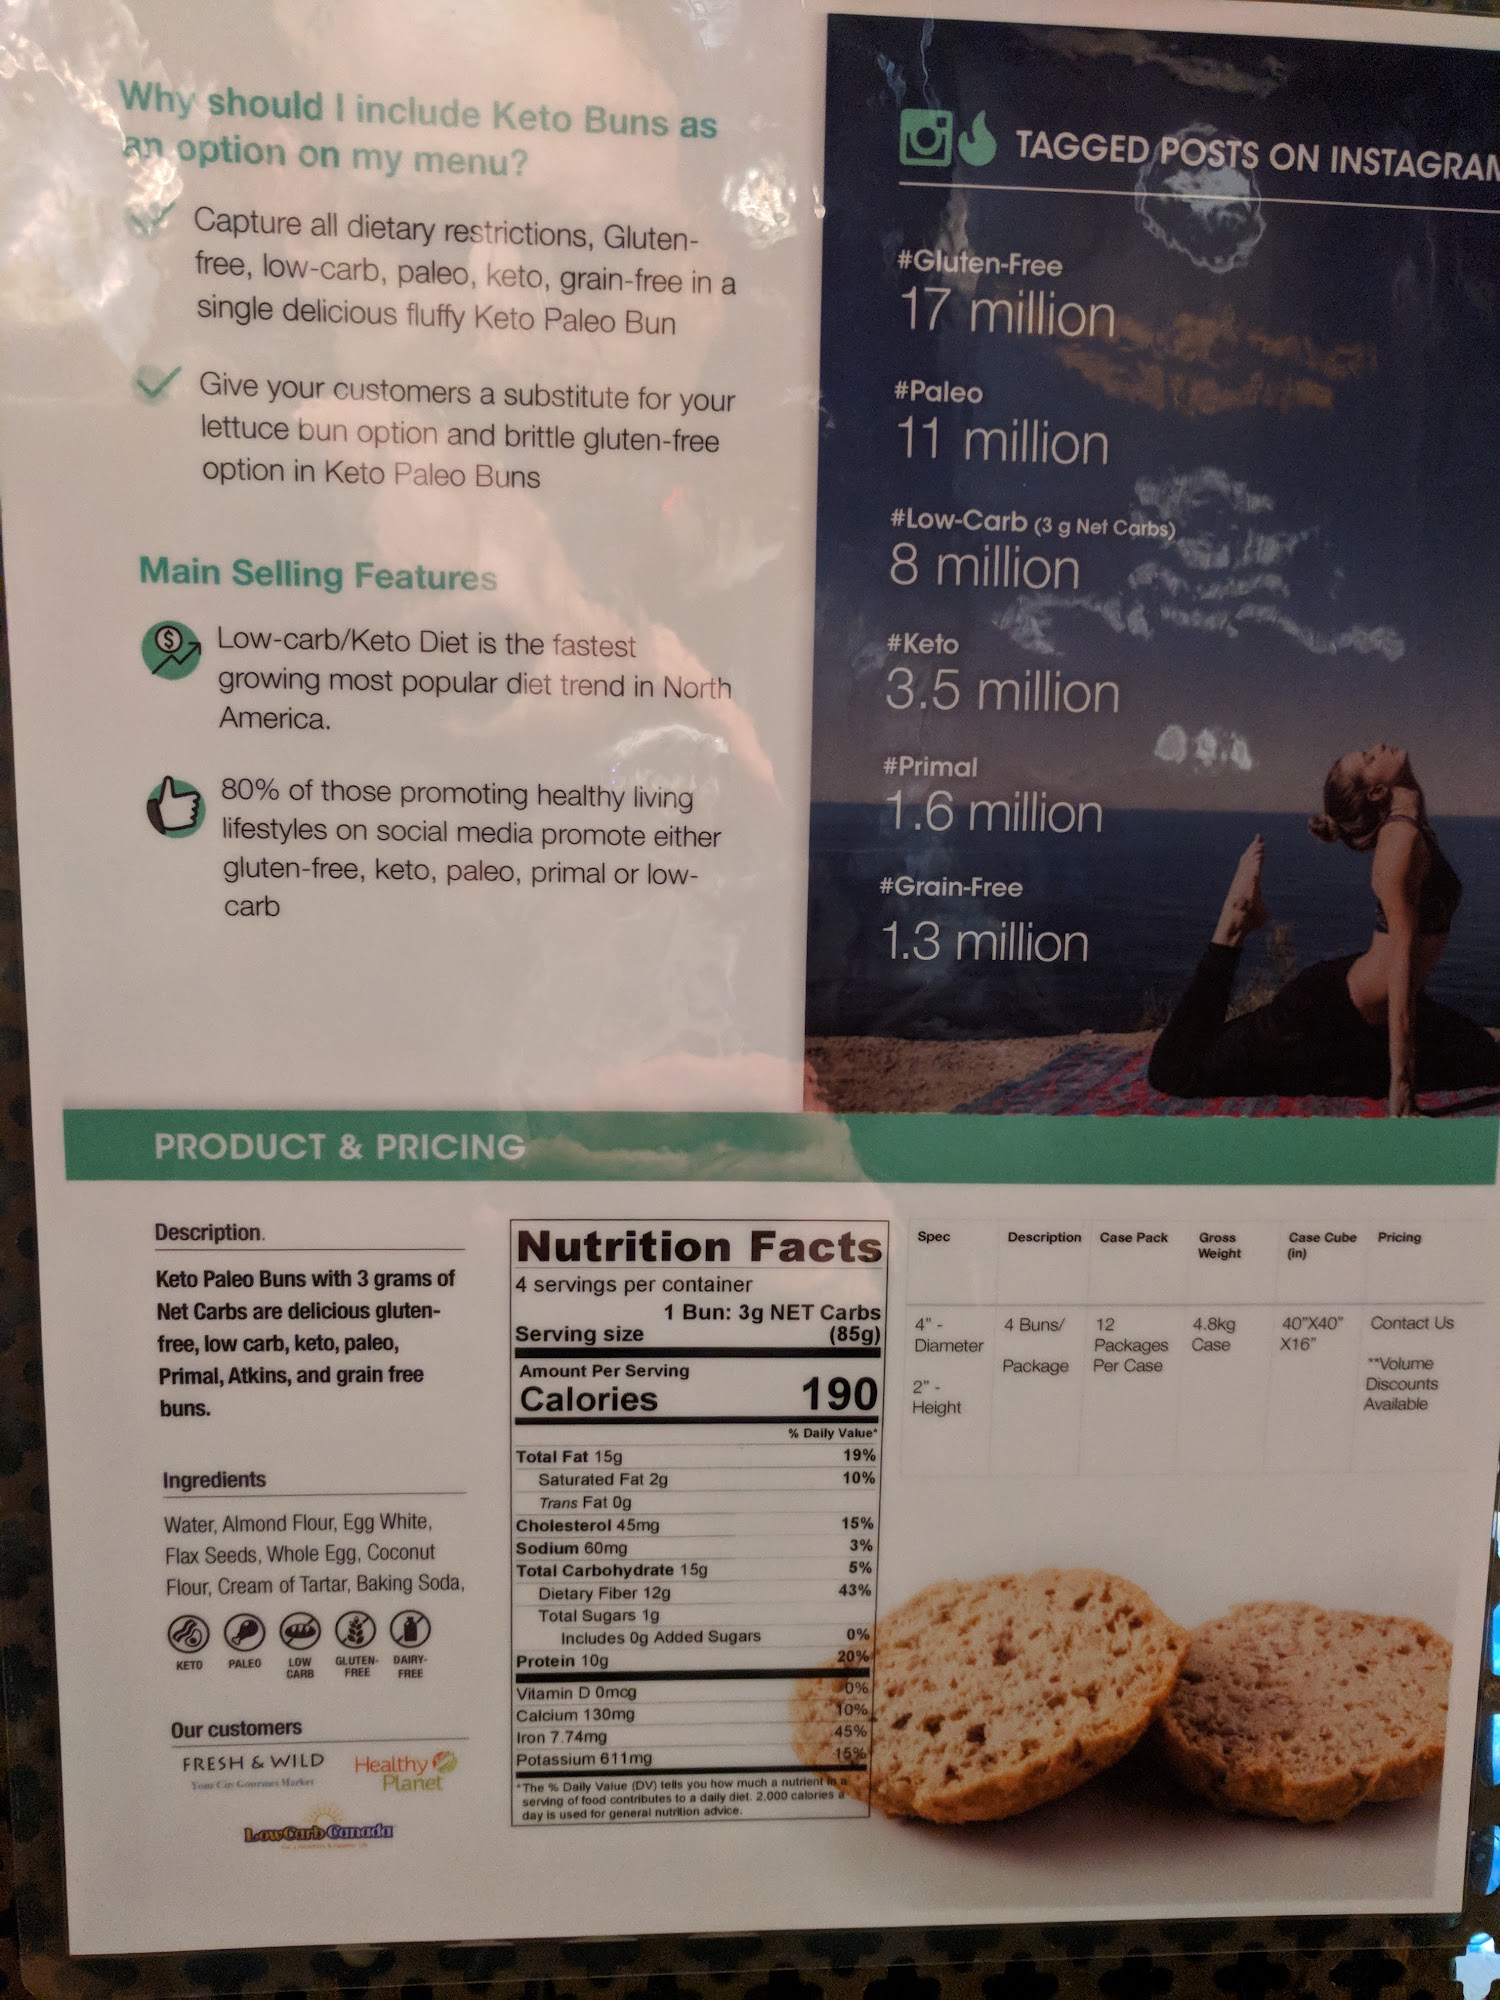 Why should I include Keto Buns as
an option on my menu?
Capture all dietary restrictions, Gluten-
free, low-carb, paleo, keto, grain-free in a
single delicious fluffy Keto Paleo Bun
Give your customers a substitute for your
lettuce bun option and brittle gluten-free
option in Keto Paleo Buns
Main Selling Features
$
Low-carb/Keto Diet is the fastest
growing most popular diet trend in North
America.
80% of those promoting healthy living
lifestyles on social media promote either
gluten-free, keto, paleo, primal or low-
carb
TAGGED POSTS ON INSTAGRAM
#Gluten-Free
17 million
#Paleo
11 million
#Low-Carb (3 g Net Carbs)
8 million
#Keto
3.5 million
#Primal
1.6 million
#Grain-Free
1.3 million
PRODUCT & PRICING
Description.
Keto Paleo Buns with 3 grams of
Net Carbs are delicious gluten-
free, low carb, keto, paleo,
Primal, Atkins, and grain free
buns.
Ingredients
Water, Almond Flour, Egg White,
Flax Seeds, Whole Egg, Coconut
Flour, Cream of Tartar, Baking Soda,
KETO
PALEO
LOW
CARB
GLUTEN-
FREE
DAIRY-
FREE
Our customers
FRESH & WILD
Your City Gourmet Market
Healthy
Planet
LowCarb Canada
Nutrition Facts
4 servings per container
1 Bun: 3g NET Carbs
Serving size (85g)
Amount Per Serving
Calories 190
% Daily Value*
Total Fat 15g 19%
Saturated Fat 2g 10%
Trans Fat 0g
Cholesterol 45mg 15%
Sodium 60mg 3%
Total Carbohydrate 15g 5%
Dietary Fiber 12g 43%
Total Sugars 1g
Includes 0g Added Sugars 0%
Protein 10g 20%
Vitamin D 0mcg 0%
Calcium 130mg 10%
Iron 7.74mg 45%
Potassium 611mg 15%
*The % Daily Value (DV) tells you how much a nutrient in a
serving of food contributes to a daily diet. 2,000 calories a
day is used for general nutrition advice.
Spec
Description
Case Pack
Gross
Weight
Case Cube
(in)
Pricing
4" -
Diameter
2" -
Height
4 Buns/
Package
12
Packages
Per Case
4.8kg
Case
40"X40"
X16"
Contact Us
**Volume
Discounts
Available